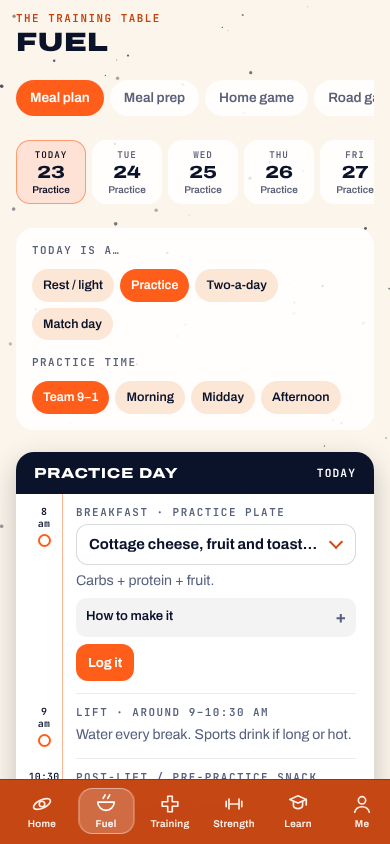 THE TRAINING TABLE
FUEL
Meal plan Meal prep Home game Road ga
TODAY TUE WED THU FRI
23 24 25 26 27
Practice Practice Practice Practice Practice
TODAY IS A…
Rest / light Practice Two-a-day
Match day
PRACTICE TIME
Team 9–1 Morning Midday Afternoon
PRACTICE DAY TODAY
8 am
BREAKFAST · PRACTICE PLATE
Cottage cheese, fruit and toast...
Carbs + protein + fruit.
How to make it +
Log it
9 am
LIFT · AROUND 9–10:30 AM
Water every break. Sports drink if long or hot.
10:30
POST-LIFT / PRE-PRACTICE SNACK
Home Fuel Training Strength Learn Me